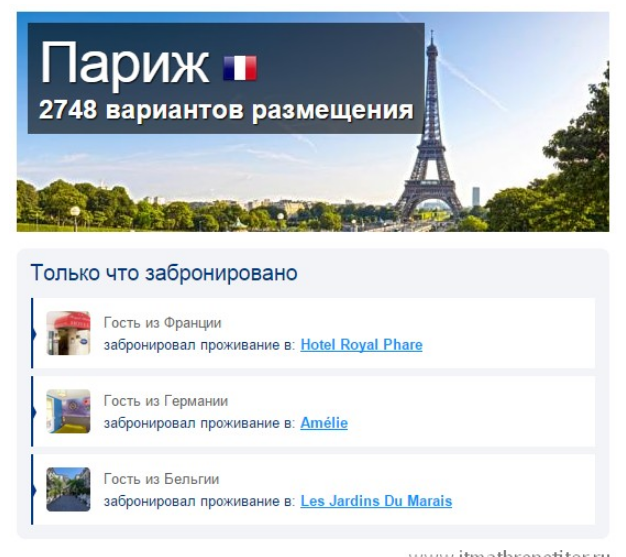 Париж
2748 вариантов размещения
Только что забронировано
Гость из Франции
забронировал проживание в: Hotel Royal Phare
Гость из Германии
забронировал проживание в: Amélie
Гость из Бельгии
забронировал проживание в: Les Jardins Du Marais